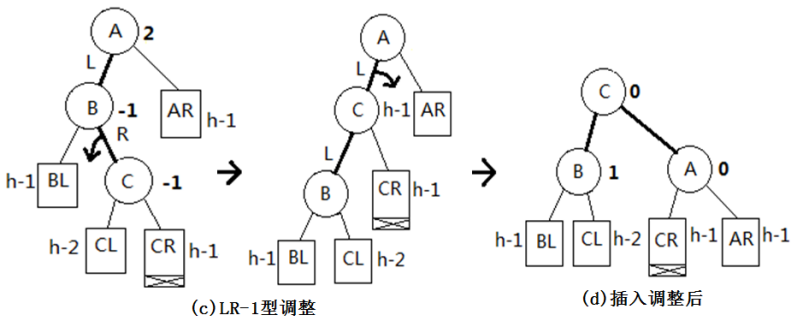 A 2
L
B -1
AR h-1
R
h-1 BL
C -1
h-2 CL
CR h-1
(c)LR-1型调整
A
L
C h-1 AR
L
B
CR h-1
h-1 BL
CL h-2
C 0
B 1
A 0
h-1 BL
CL h-2
CR h-1
AR h-1
(d)插入调整后